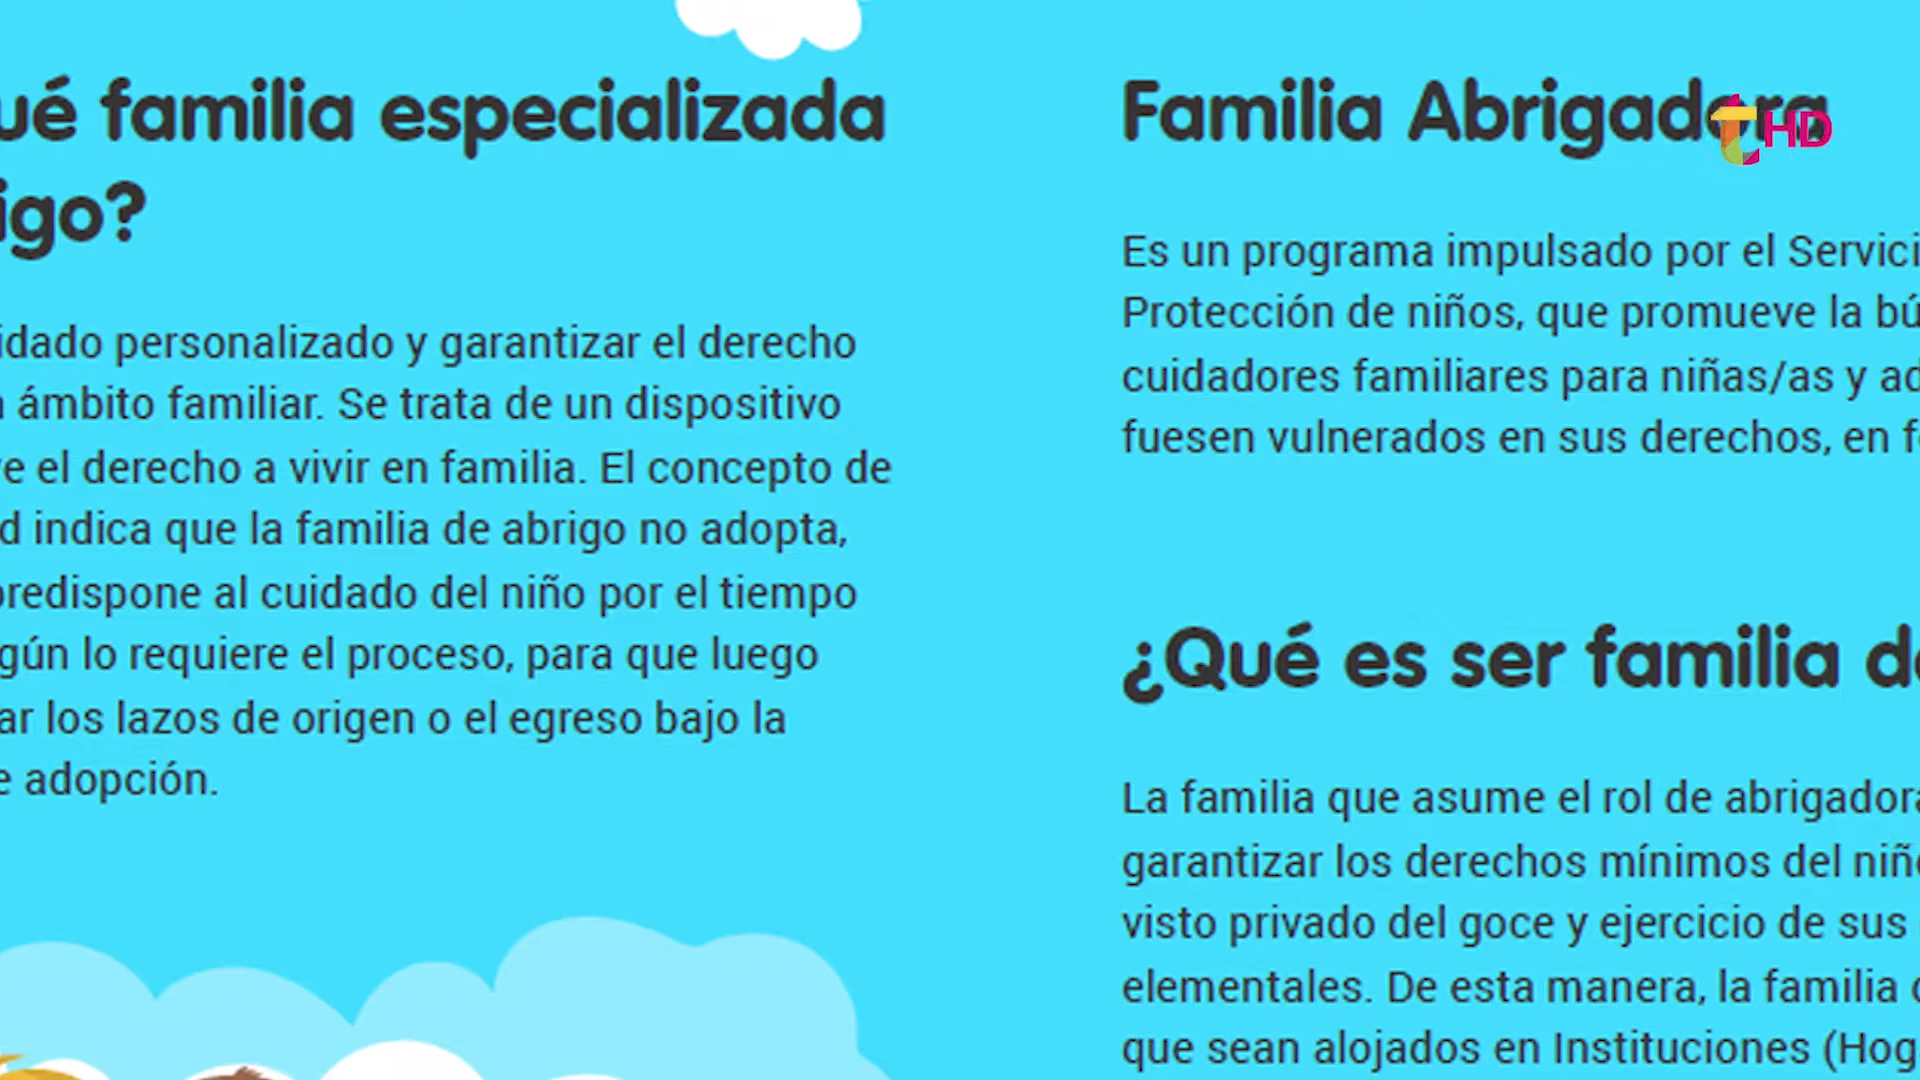 ué familia especializada
igo?
idado personalizado y garantizar el derecho
ámbito familiar. Se trata de un dispositivo
ve el derecho a vivir en familia. El concepto de
d indica que la familia de abrigo no adopta,
predispone al cuidado del niño por el tiempo
gún lo requiere el proceso, para que luego
ar los lazos de origen o el egreso bajo la
e adopción.
Familia Abrigadora
t HD
Es un programa impulsado por el Servici
Protección de niños, que promueve la bú
cuidadores familiares para niñas/as y ad
fuesen vulnerados en sus derechos, en f
¿Qué es ser familia d
La familia que asume el rol de abrigadora
garantizar los derechos mínimos del niño
visto privado del goce y ejercicio de sus
elementales. De esta manera, la familia
que sean alojados en Instituciones (Hog